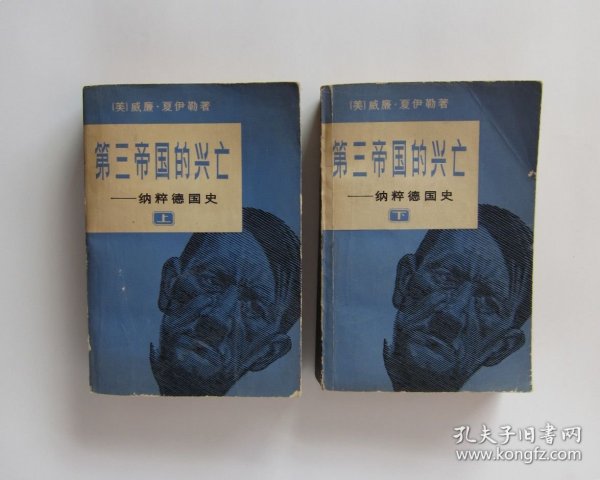 [美]威廉·夏伊勒著
第三帝国的兴亡
——纳粹德国史
上
[美]威廉·夏伊勒著
第三帝国的兴亡
——纳粹德国史
下
孔夫子旧书网
www.kongfz.com